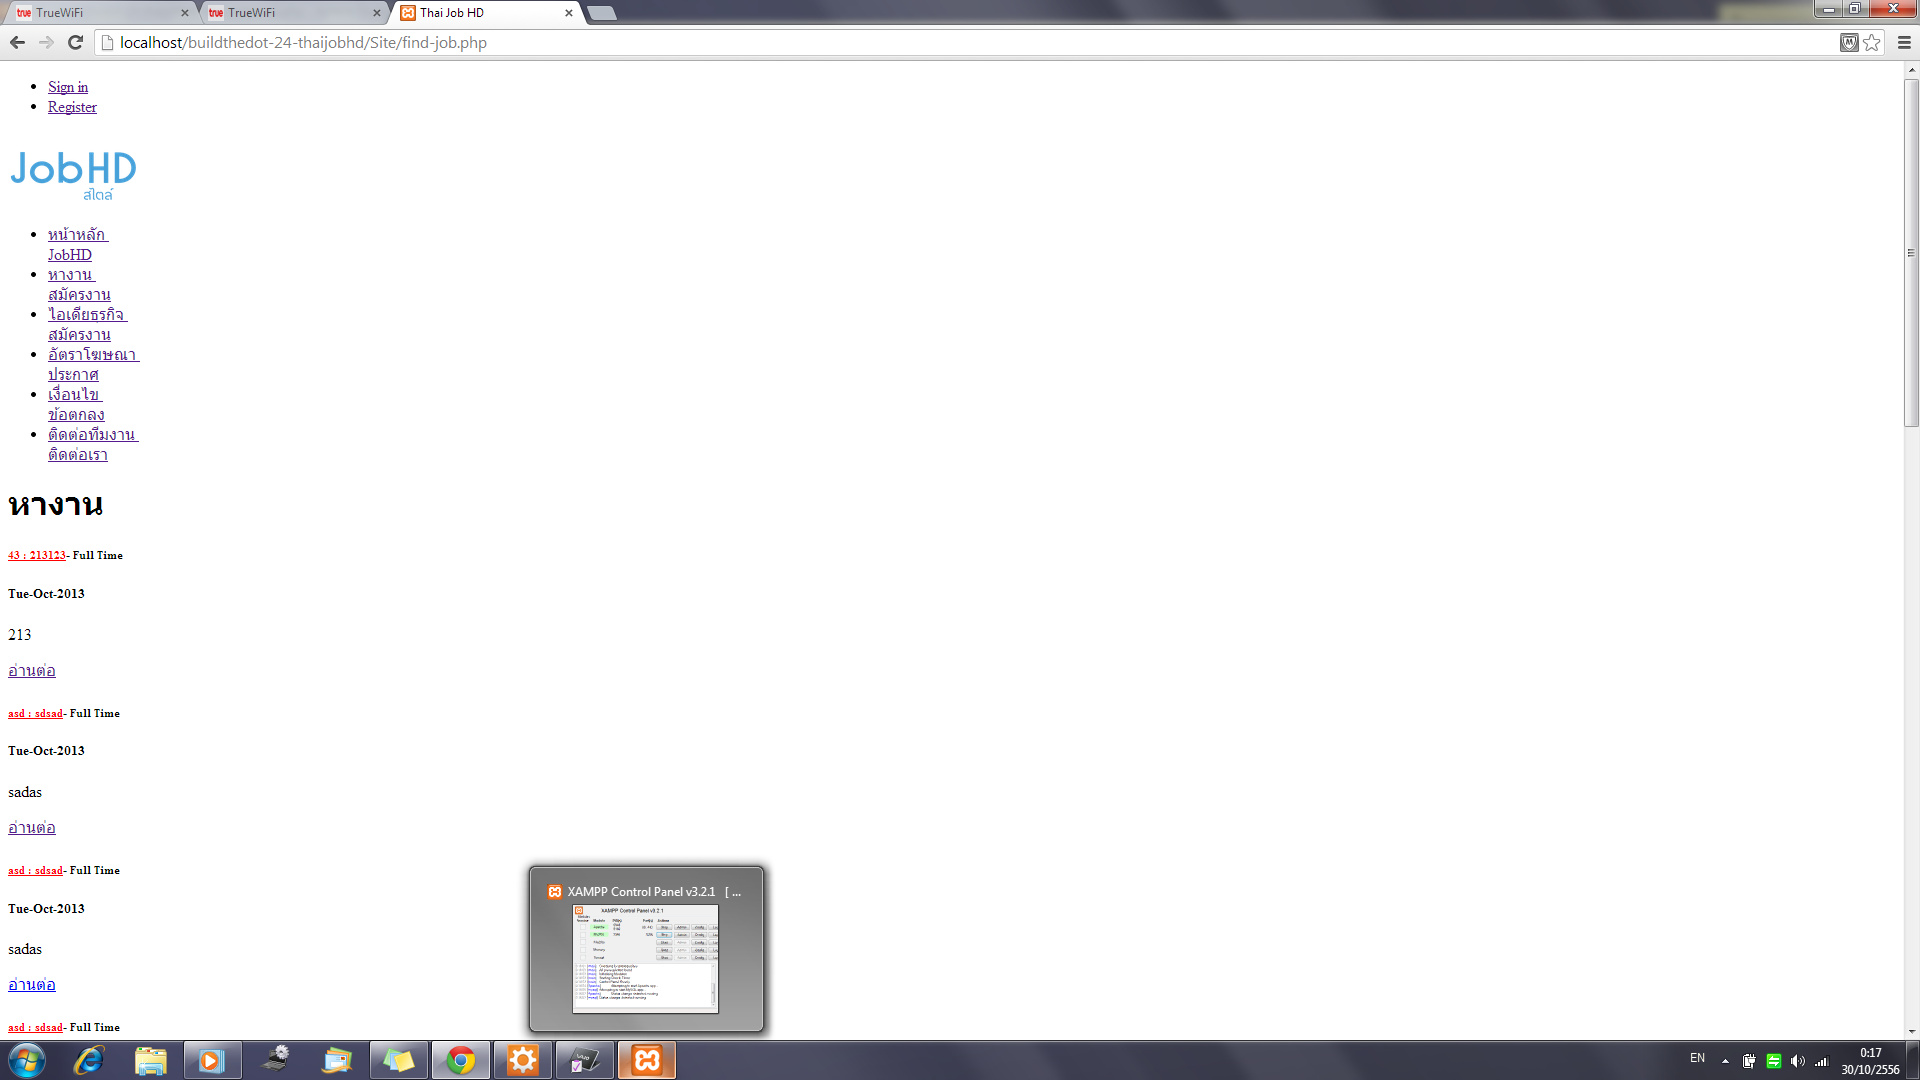 TrueWiFi
TrueWiFi
Thai Job HD
localhost/buildthedot-24-thaijobhd/Site/find-job.php
Sign in
Register
JobHD
สไตล์
หน้าหลัก
JobHD
หางาน
สมัครงาน
ไอเดียธุรกิจ
สมัครงาน
อัตราโฆษณา
ประกาศ
เงื่อนไข
ข้อตกลง
ติดต่อทีมงาน
ติดต่อเรา
หางาน
43 : 213123- Full Time
Tue-Oct-2013
213
อ่านต่อ
asd : sdsad- Full Time
Tue-Oct-2013
sadas
อ่านต่อ
asd : sdsad- Full Time
Tue-Oct-2013
sadas
อ่านต่อ
asd : sdsad- Full Time
XAMPP Control Panel v3.2.1 [ ...
XAMPP Control Panel v3.2.1
EN
0:17
30/10/2556